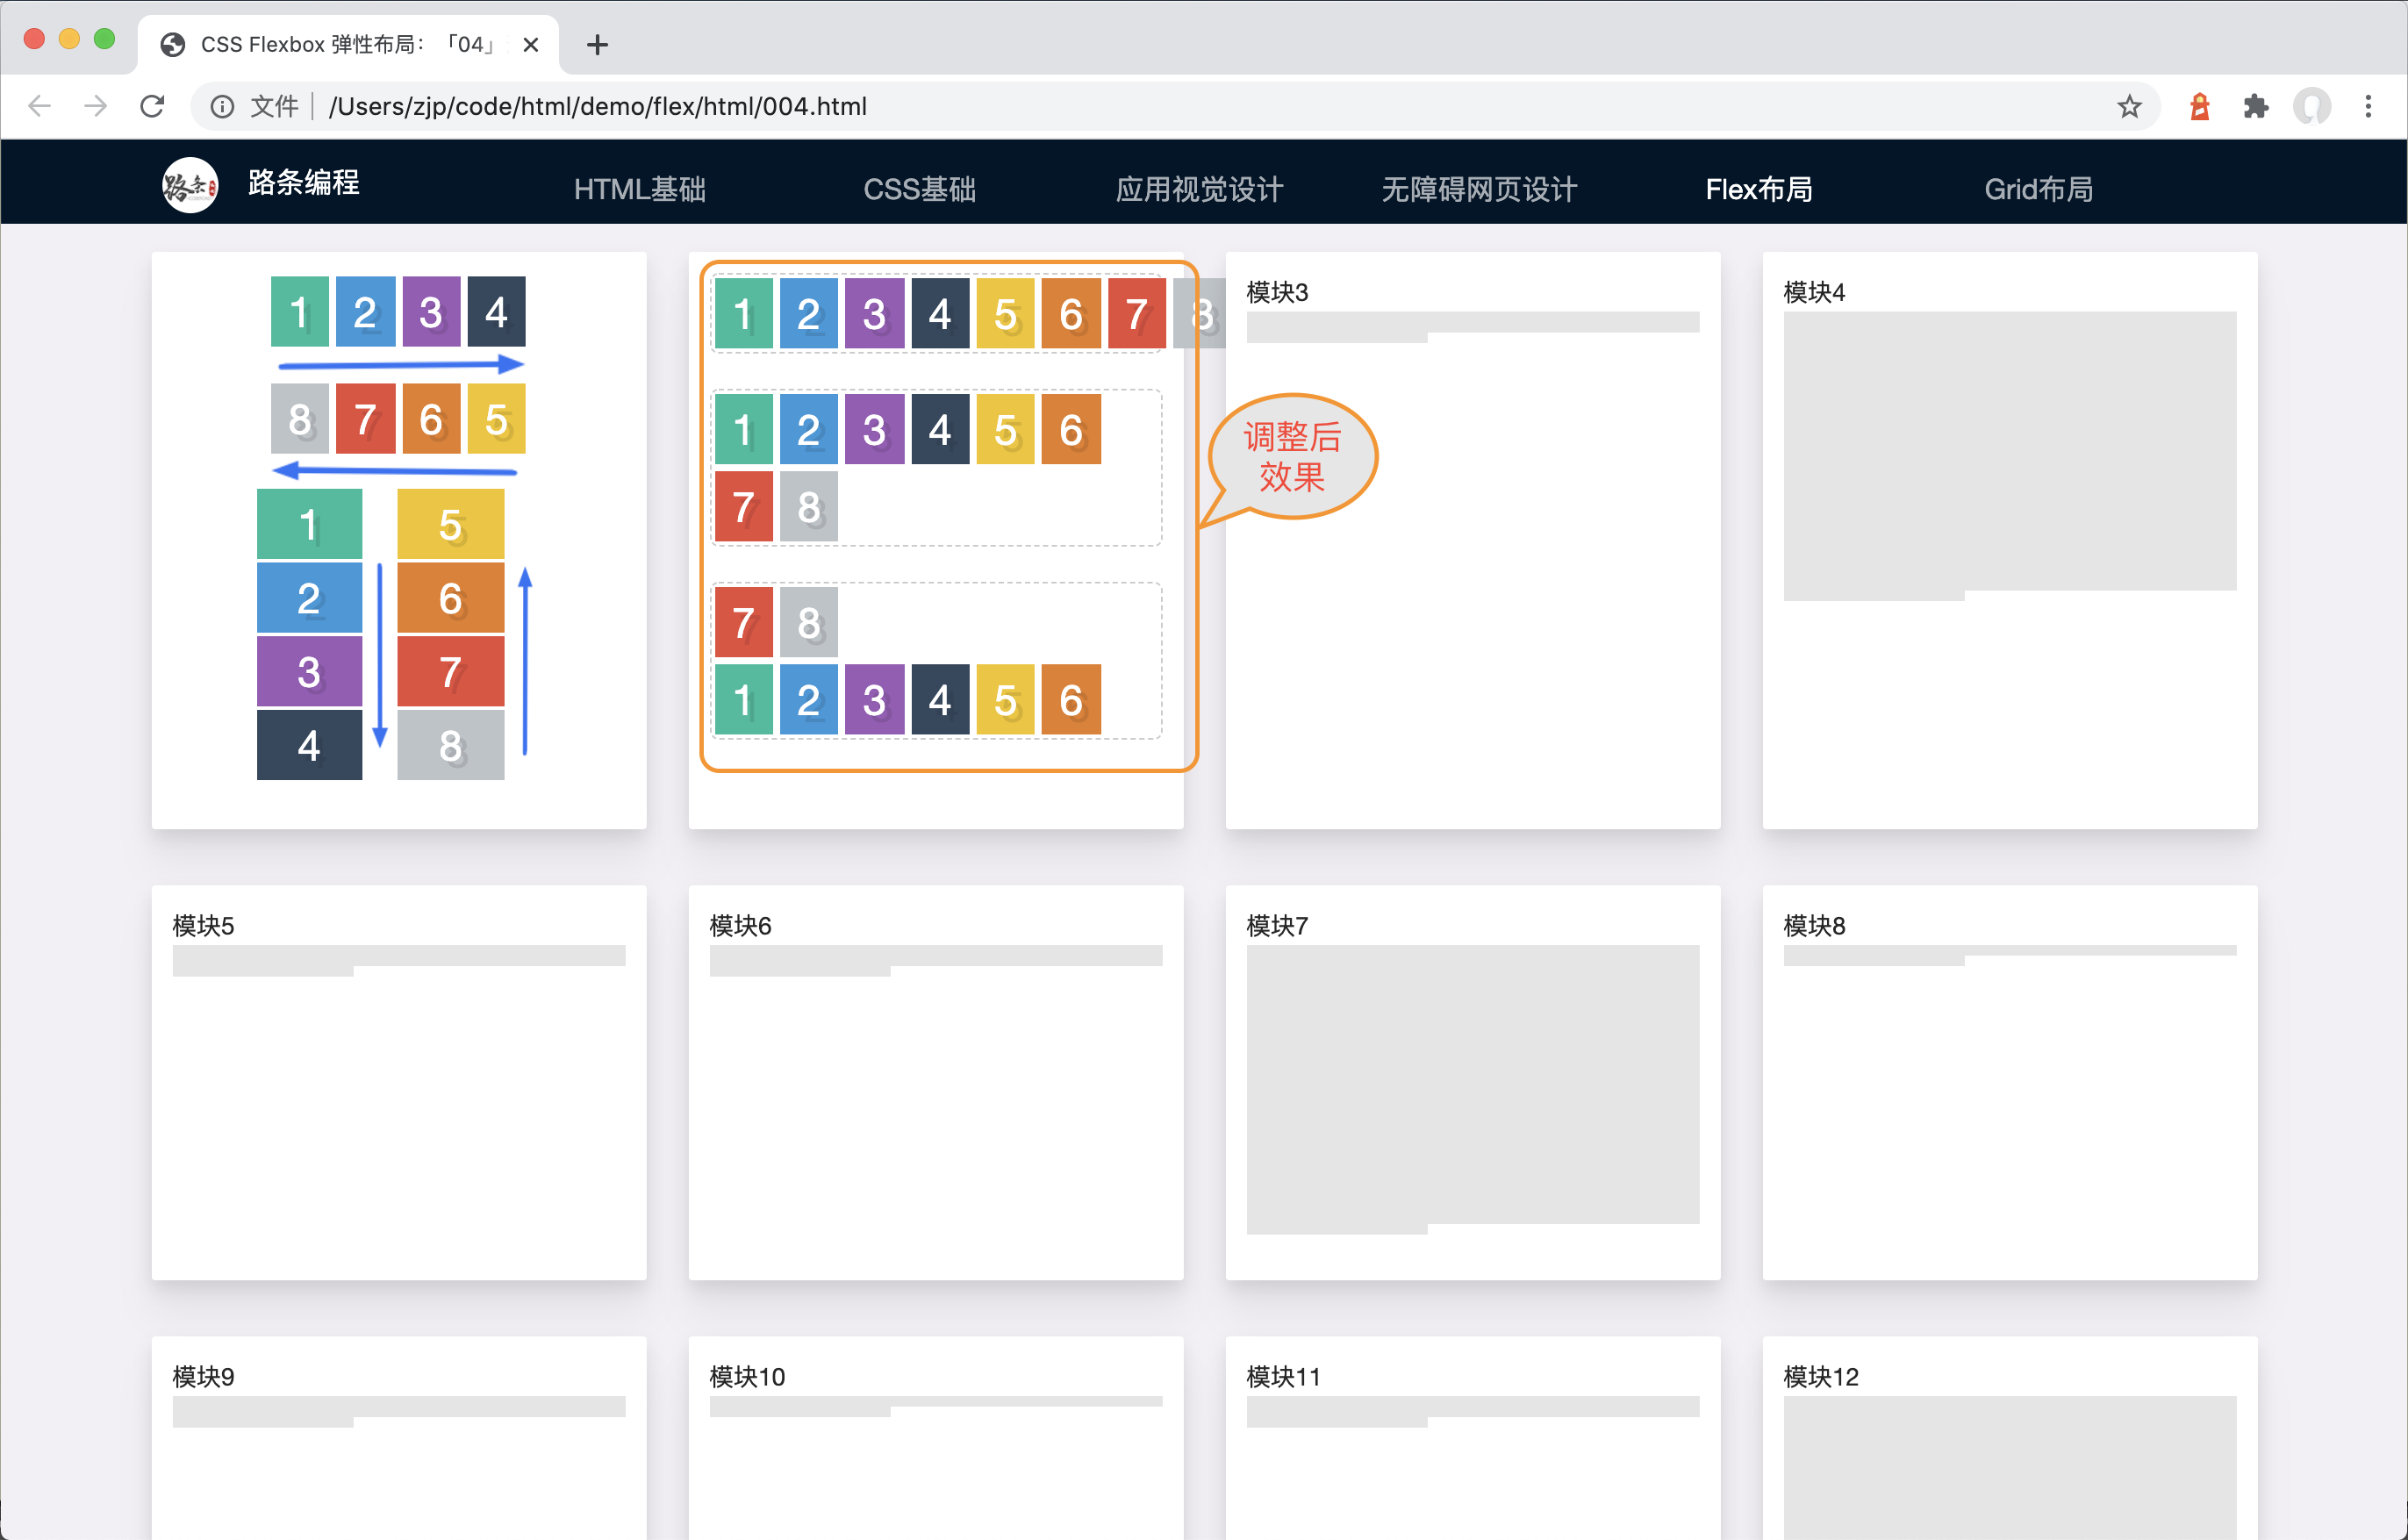 CSS Flexbox 弹性布局：「04」
文件 /Users/zjp/code/html/demo/flex/html/004.html
路条 路条编程 HTML基础 CSS基础 应用视觉设计 无障碍网页设计 Flex布局 Grid布局
1 2 3 4
8 7 6 5
1 5
2 6
3 7
4 8
1 2 3 4 5 6 7 8
1 2 3 4 5 6
7 8
7 8
1 2 3 4 5 6
调整后
效果
模块3
模块4
模块5
模块6
模块7
模块8
模块9
模块10
模块11
模块12